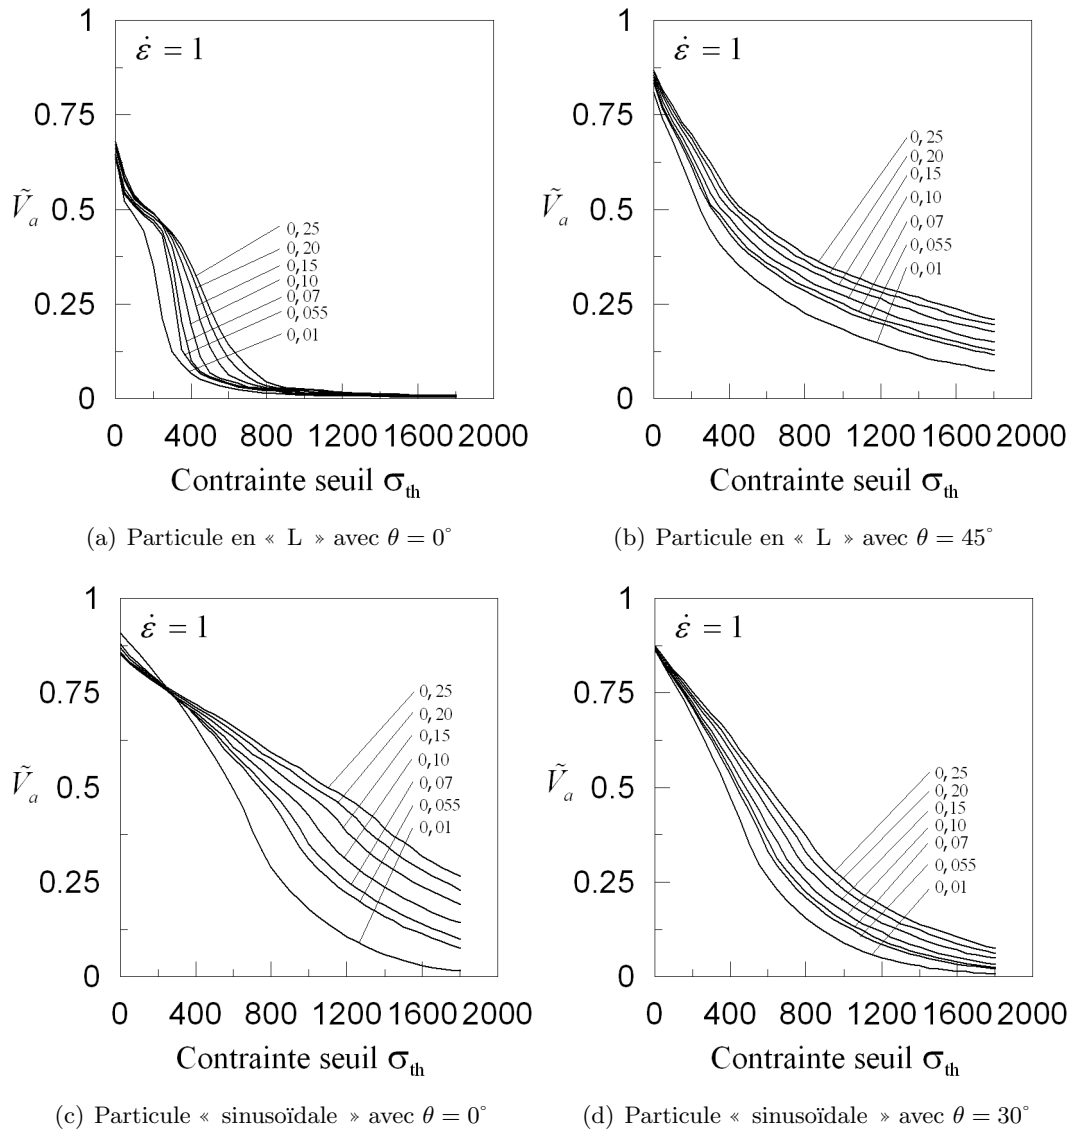 1
ε̇ = 1
0.75
Ṽa
0.5
0.25
0
0, 25
0, 20
0, 15
0, 10
0, 07
0, 055
0, 01
0 400 800 1200 1600 2000
Contrainte seuil σth
(a) Particule en « L » avec θ = 0°
1
ε̇ = 1
0.75
Ṽa
0.5
0.25
0
0, 25
0, 20
0, 15
0, 10
0, 07
0, 055
0, 01
0 400 800 1200 1600 2000
Contrainte seuil σth
(b) Particule en « L » avec θ = 45°
1
ε̇ = 1
0.75
Ṽa
0.5
0.25
0
0, 25
0, 20
0, 15
0, 10
0, 07
0, 055
0, 01
0 400 800 1200 1600 2000
Contrainte seuil σth
(c) Particule « sinusoïdale » avec θ = 0°
1
ε̇ = 1
0.75
Ṽa
0.5
0.25
0
0, 25
0, 20
0, 15
0, 10
0, 07
0, 055
0, 01
0 400 800 1200 1600 2000
Contrainte seuil σth
(d) Particule « sinusoïdale » avec θ = 30°